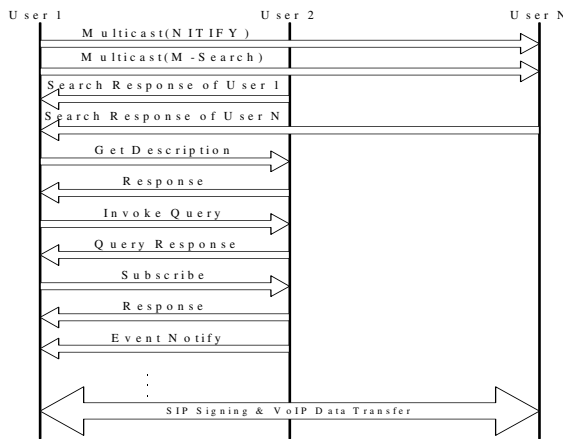 User 1 User 2 User N
Multicast(NITIFY)
Multicast(M-Search)
Search Response of User 1
Search Response of User N
Get Description
Response
Invoke Query
Query Response
Subscribe
Response
Event Notify
SIP Signing & VoIP Data Transfer